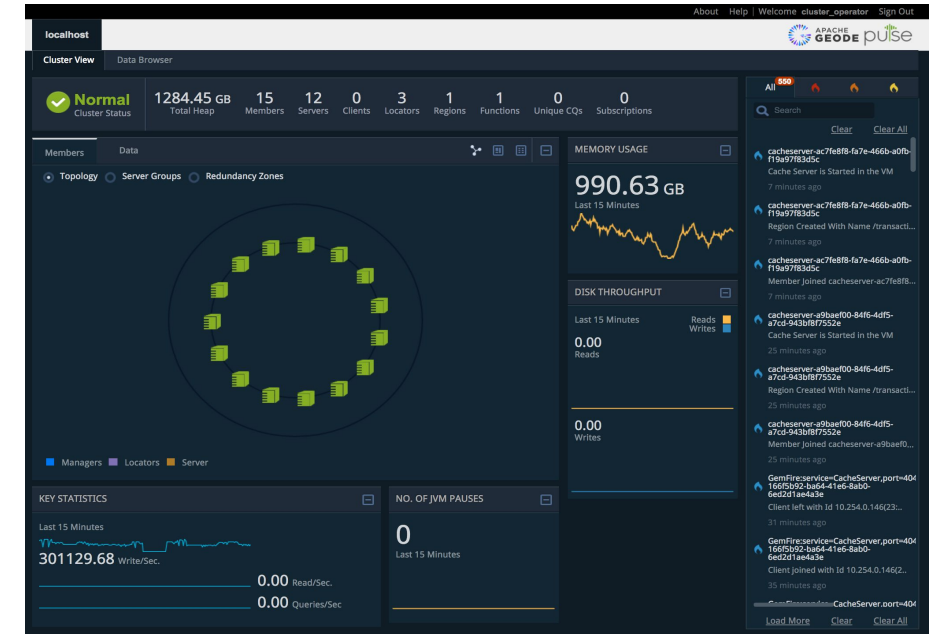 About Help | Welcome cluster_operator Sign Out
localhost
APACHE GEODE pulse
Cluster View Data Browser
Normal
Cluster Status
1284.45 GB
Total Heap
15
Members
12
Servers
0
Clients
3
Locators
1
Regions
1
Functions
0
Unique CQs
0
Subscriptions
Members Data
Topology Server Groups Redundancy Zones
Managers Locators Server
MEMORY USAGE
990.63 GB
Last 15 Minutes
DISK THROUGHPUT
Last 15 Minutes
Reads
Writes
0.00
Reads
0.00
Writes
KEY STATISTICS
Last 15 Minutes
301129.68 Write/Sec.
0.00 Read/Sec.
0.00 Queries/Sec
NO. OF JVM PAUSES
0
Last 15 Minutes
All 550
Search
Clear Clear All
cacheserver-ac7fe8f8-fa7e-466b-a0fb-
f19a97f83d5c
Cache Server is Started in the VM
7 minutes ago
cacheserver-ac7fe8f8-fa7e-466b-a0fb-
f19a97f83d5c
Region Created With Name /transacti...
7 minutes ago
cacheserver-ac7fe8f8-fa7e-466b-a0fb-
f19a97f83d5c
Member Joined cacheserver-ac7fe8f8...
7 minutes ago
cacheserver-a9baef00-84f6-4df5-
a7cd-943bf8f7552e
Cache Server is Started in the VM
25 minutes ago
cacheserver-a9baef00-84f6-4df5-
a7cd-943bf8f7552e
Region Created With Name /transacti...
25 minutes ago
cacheserver-a9baef00-84f6-4df5-
a7cd-943bf8f7552e
Member Joined cacheserver-a9baef0...
25 minutes ago
GemFire:service=CacheServer,port=404
166f5b92-ba64-41e6-8ab0-
6ed2d1ae4a3e
Client left with Id 10.254.0.146(23:..
31 minutes ago
GemFire:service=CacheServer,port=404
166f5b92-ba64-41e6-8ab0-
6ed2d1ae4a3e
Client joined with Id 10.254.0.146(2..
35 minutes ago
CacheServer,port=404
Load More Clear Clear All